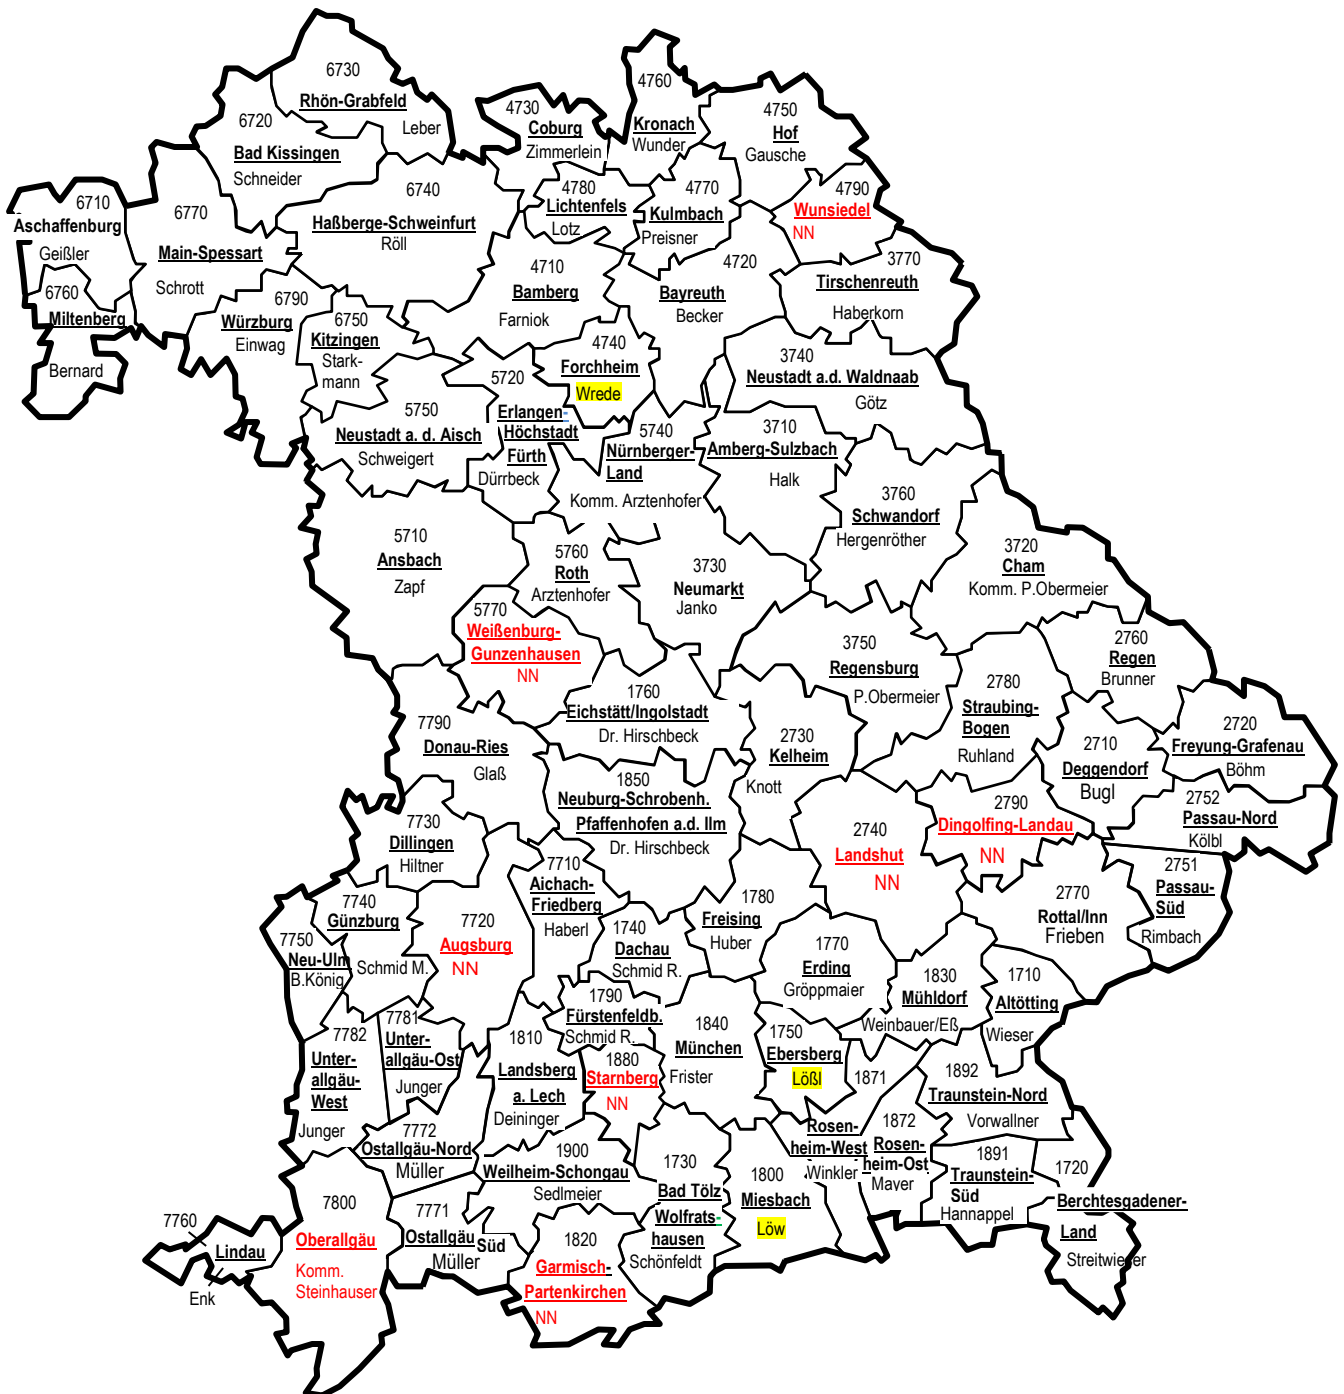 6730
Rhön-Grabfeld
Leber
6720
Bad Kissingen
Schneider
4730
Coburg
Zimmerlein
4760
Kronach
Wunder
4750
Hof
Gausche
6710
Aschaffenburg
Geißler
6770
Main-Spessart
Schrott
6740
Haßberge-Schweinfurt
Röll
4780
Lichtenfels
Lotz
4770
Kulmbach
Preisner
4790
Wunsiedel
NN
6760
Miltenberg
Bernard
6790
Würzburg
Einwag
6750
Kitzingen
Stark-
mann
4710
Bamberg
Farniok
4720
Bayreuth
Becker
3770
Tirschenreuth
Haberkorn
4740
Forchheim
Wrede
3740
Neustadt a.d. Waldnaab
Götz
5750
Neustadt a. d. Aisch
Schweigert
5720
Erlangen-
Höchstadt
Fürth
Dürrbeck
5740
Nürnberger-
Land
Komm. Arztenhofer
3710
Amberg-Sulzbach
Halk
3760
Schwandorf
Hergenröther
5710
Ansbach
Zapf
5760
Roth
Arztenhofer
3730
Neumarkt
Janko
3720
Cham
Komm. P.Obermeier
5770
Weißenburg-
Gunzenhausen
NN
3750
Regensburg
P.Obermeier
2760
Regen
Brunner
1760
Eichstätt/Ingolstadt
Dr. Hirschbeck
2780
Straubing-
Bogen
Ruhland
2720
Freyung-Grafenau
Böhm
7790
Donau-Ries
Glaß
2730
Kelheim
Knott
2710
Deggendorf
Bugl
1850
Neuburg-Schrobenh.
Pfaffenhofen a.d. Ilm
Dr. Hirschbeck
2790
Dingolfing-Landau
NN
2752
Passau-Nord
Kölbl
7730
Dillingen
Hiltner
2740
Landshut
NN
7710
Aichach-
Friedberg
Haberl
2751
Passau-
Süd
Rimbach
7740
Günzburg
Schmid M.
1780
Freising
Huber
2770
Rottal/Inn
Frieben
7720
Augsburg
NN
1740
Dachau
Schmid R.
7750
Neu-Ulm
B.König
1770
Erding
Gröppmaier
1830
Mühldorf
Weinbauer/Eß
1710
Altötting
Wieser
1790
Fürstenfeldb.
Schmid R.
7782
Unter-
allgäu-
West
Junger
7781
Unter-
allgäu-Ost
Junger
1810
Landsberg
a. Lech
Deininger
1840
München
Frister
1750
Ebersberg
Lößl
1880
Starnberg
NN
1871
Rosen-
heim-West
Winkler
1892
Traunstein-Nord
Vorwallner
1872
Rosen-
heim-Ost
Mayer
7772
Ostallgäu-Nord
Müller
1900
Weilheim-Schongau
Sedlmeier
1730
Bad Tölz
Wolfrats-
hausen
Schönfeldt
1800
Miesbach
Löw
1891
Traunstein-
Süd
Hannappel
1720
Berchtesgadener-
Land
Streitwieser
7760
Lindau
Enk
7800
Oberallgäu
Komm.
Steinhauser
7771
Ostallgäu Süd
Müller
1820
Garmisch-
Partenkirchen
NN